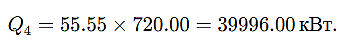 Q₄ = 55.55 × 720.00 = 39996.00 кВт.